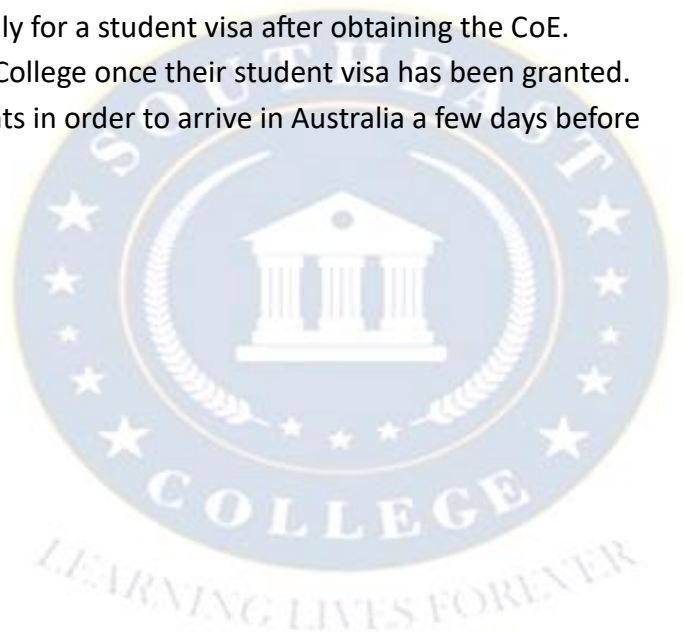 ly for a student visa after obtaining the CoE.
College once their student visa has been granted.
ts in order to arrive in Australia a few days before
SOUTHEAST
COLLEGE
LEARNING LIVES FOREVER